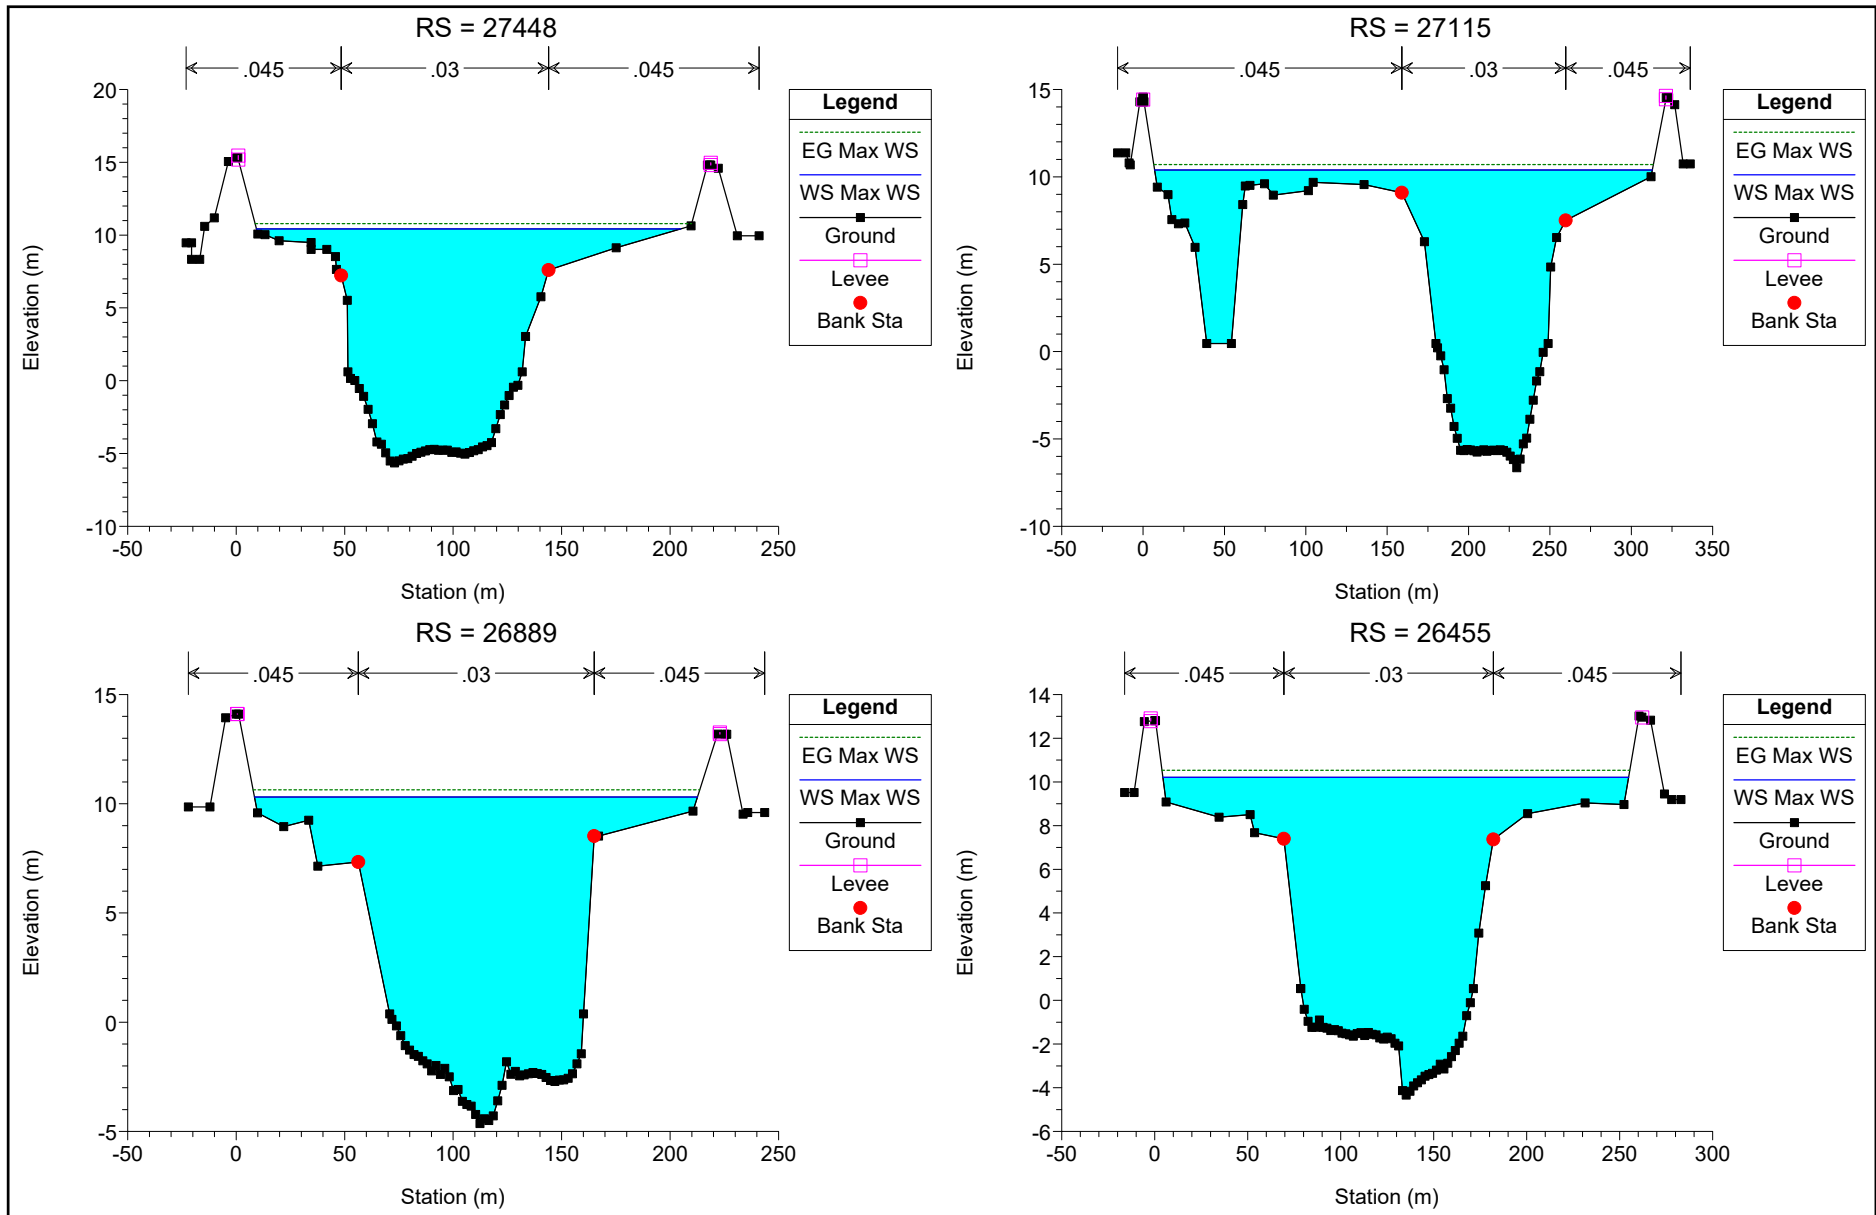 RS = 27448
.045 .03 .045
20
15
10
5
0
-5
-10
-50 0 50 100 150 200 250
Elevation (m)
Station (m)
Legend
EG Max WS
WS Max WS
Ground
Levee
Bank Sta
RS = 27115
.045 .03 .045
15
10
5
0
-5
-10
-50 0 50 100 150 200 250 300 350
Elevation (m)
Station (m)
Legend
EG Max WS
WS Max WS
Ground
Levee
Bank Sta
RS = 26889
.045 .03 .045
15
10
5
0
-5
-50 0 50 100 150 200 250
Elevation (m)
Station (m)
Legend
EG Max WS
WS Max WS
Ground
Levee
Bank Sta
RS = 26455
.045 .03 .045
14
12
10
8
6
4
2
0
-2
-4
-6
-50 0 50 100 150 200 250 300
Elevation (m)
Station (m)
Legend
EG Max WS
WS Max WS
Ground
Levee
Bank Sta